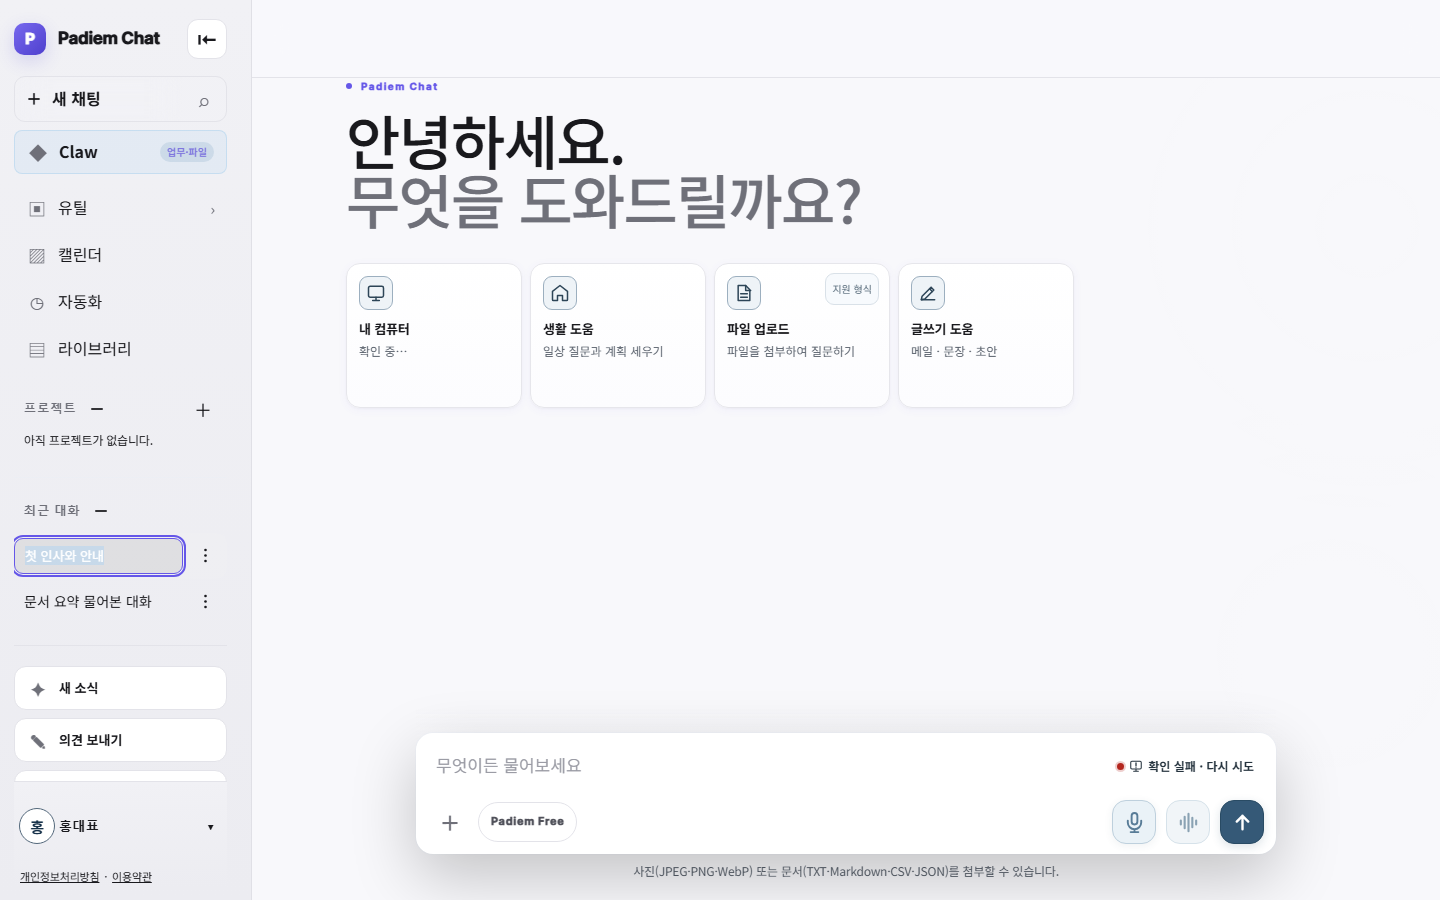 P Padiem Chat
+ 새 채팅
Claw 업무·파일
유틸
캘린더
자동화
라이브러리
프로젝트
아직 프로젝트가 없습니다.
최근 대화
첫 인사와 안내
문서 요약 물어본 대화
새 소식
의견 보내기
홍 홍대표
개인정보처리방침 · 이용약관
Padiem Chat
안녕하세요.
무엇을 도와드릴까요?
내 컴퓨터
확인 중…
생활 도움
일상 질문과 계획 세우기
지원 형식
파일 업로드
파일을 첨부하여 질문하기
글쓰기 도움
메일 · 문장 · 초안
무엇이든 물어보세요
확인 실패 · 다시 시도
Padiem Free
사진(JPEG·PNG·WebP) 또는 문서(TXT·Markdown·CSV·JSON)를 첨부할 수 있습니다.